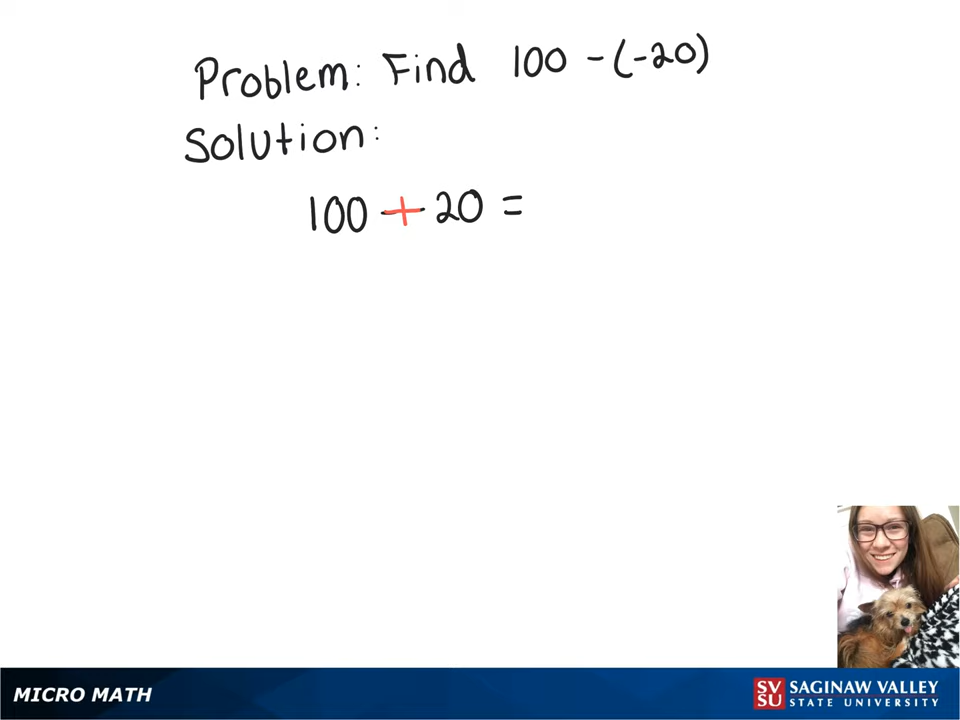 Problem: Find 100 - (-20)
Solution:
100 + 20 =
MICRO MATH
SV
SU
SAGINAW VALLEY
STATE UNIVERSITY